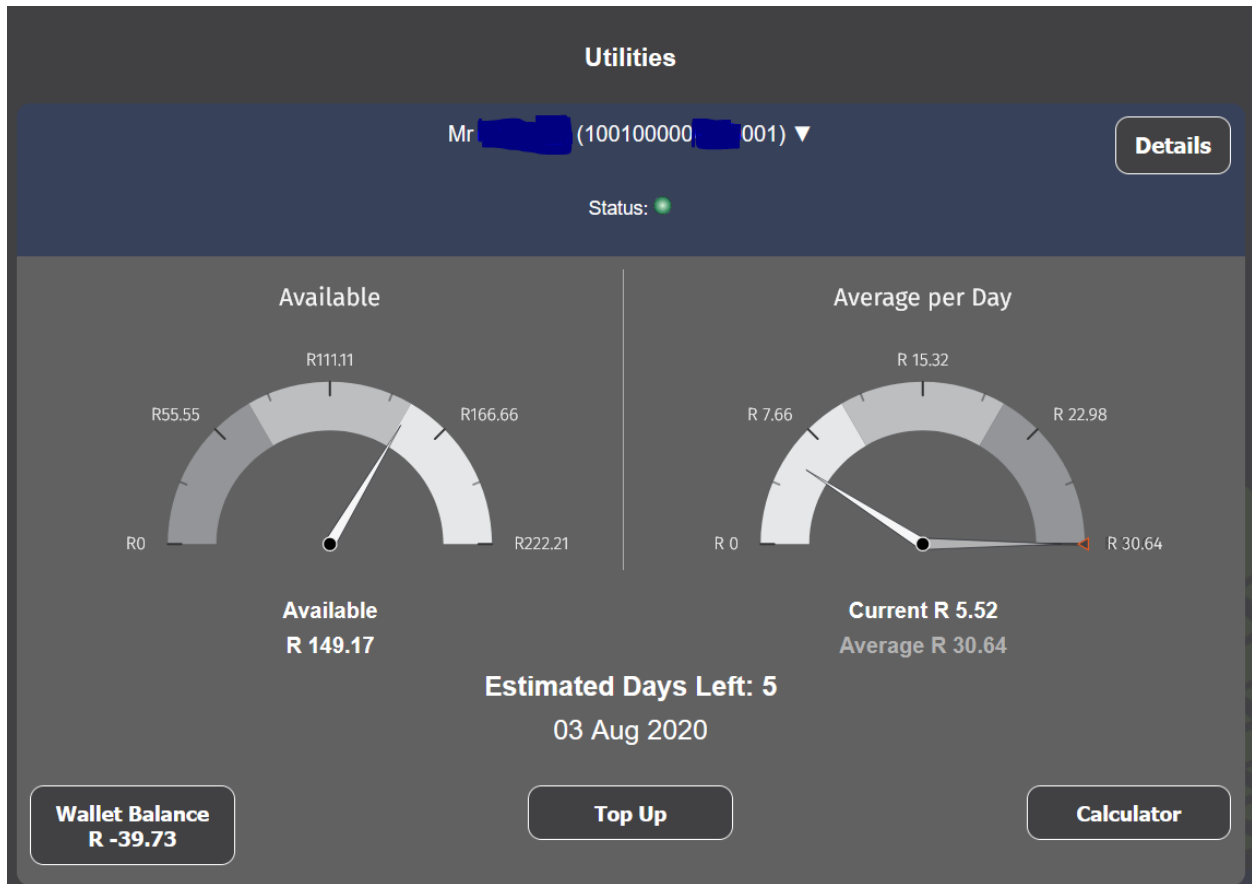 Utilities
Mr (100100000 001) ▼
Details
Status:
Available
R0
R55.55
R111.11
R166.66
R222.21
Available
R 149.17
Average per Day
R 0
R 7.66
R 15.32
R 22.98
R 30.64
Current R 5.52
Average R 30.64
Estimated Days Left: 5
03 Aug 2020
Wallet Balance
R -39.73
Top Up
Calculator